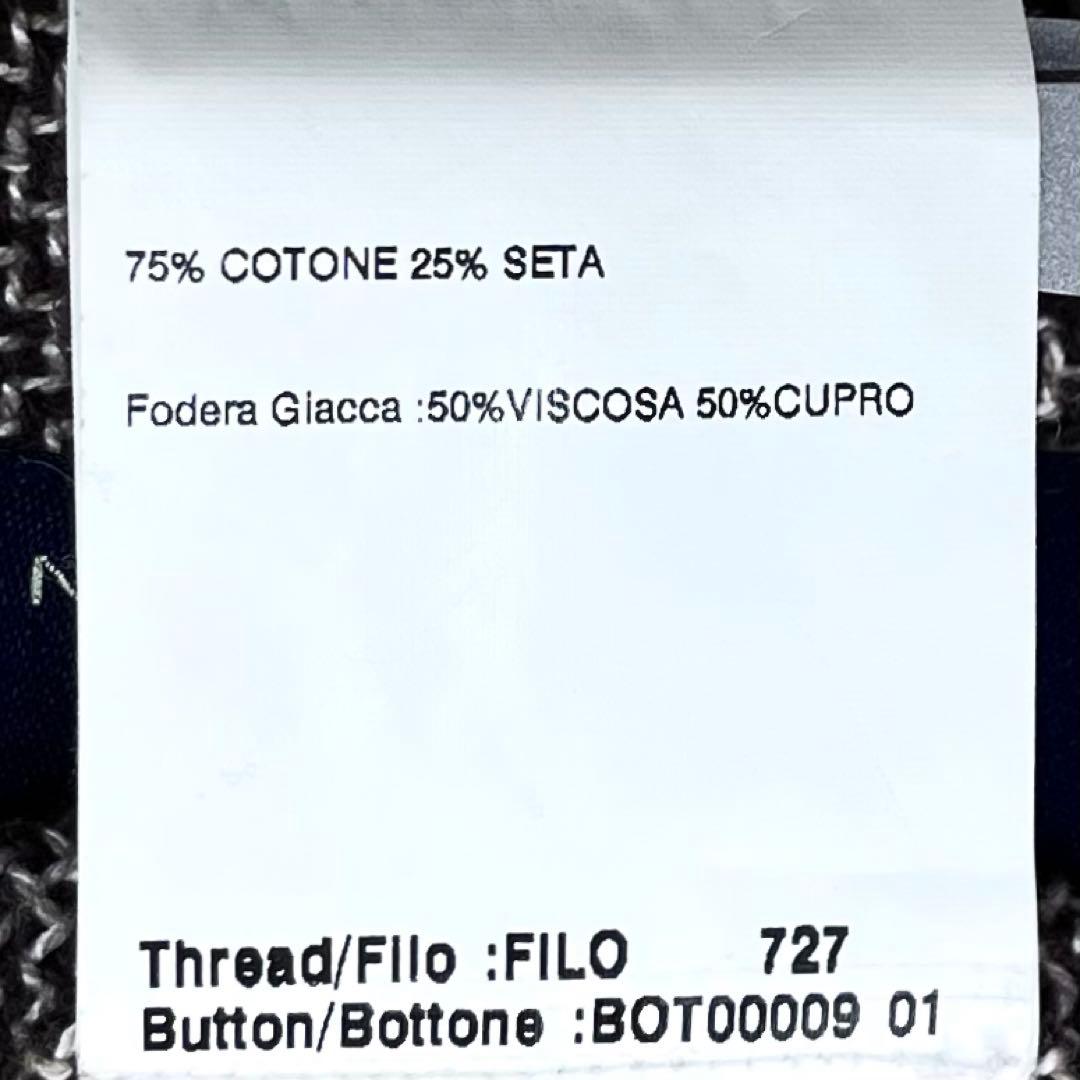 75% COTONE 25% SETA
Fodera Giacca :50%VISCOSA 50%CUPRO
Thread/Filo :FILO 727
Button/Bottone :BOT00009 01